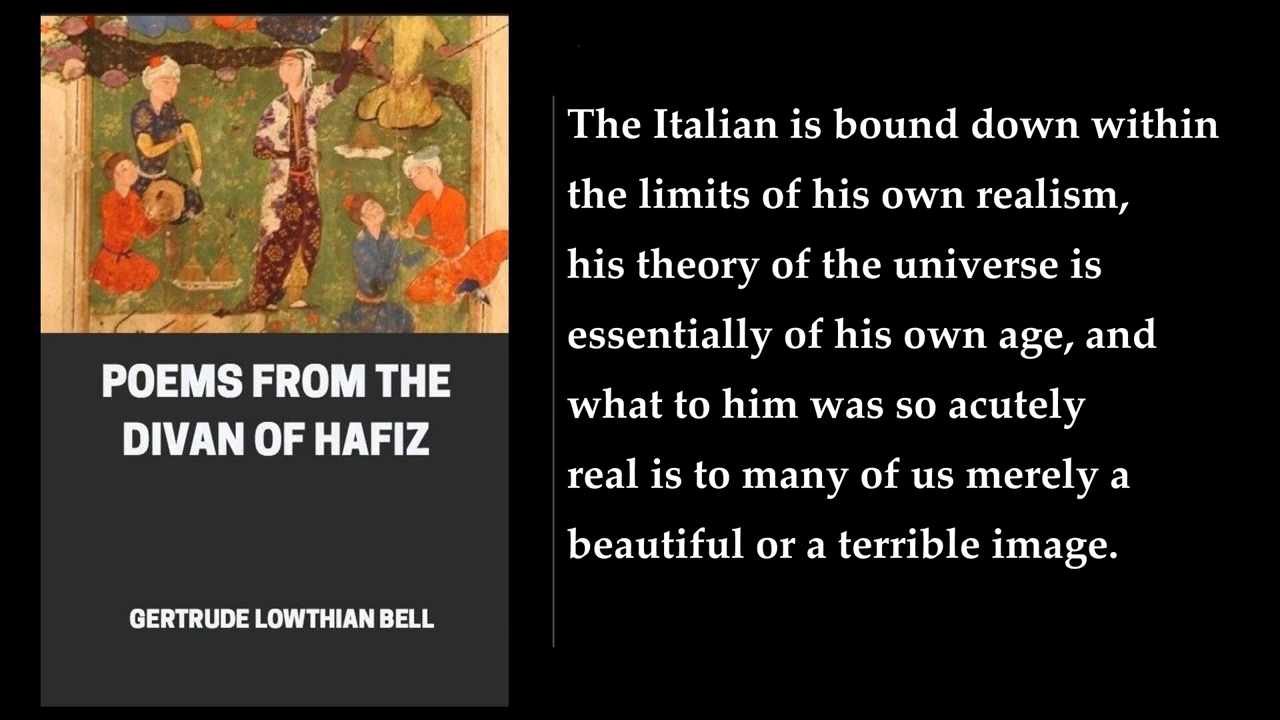 POEMS FROM THE
DIVAN OF HAFIZ
GERTRUDE LOWTHIAN BELL
The Italian is bound down within
the limits of his own realism,
his theory of the universe is
essentially of his own age, and
what to him was so acutely
real is to many of us merely a
beautiful or a terrible image.